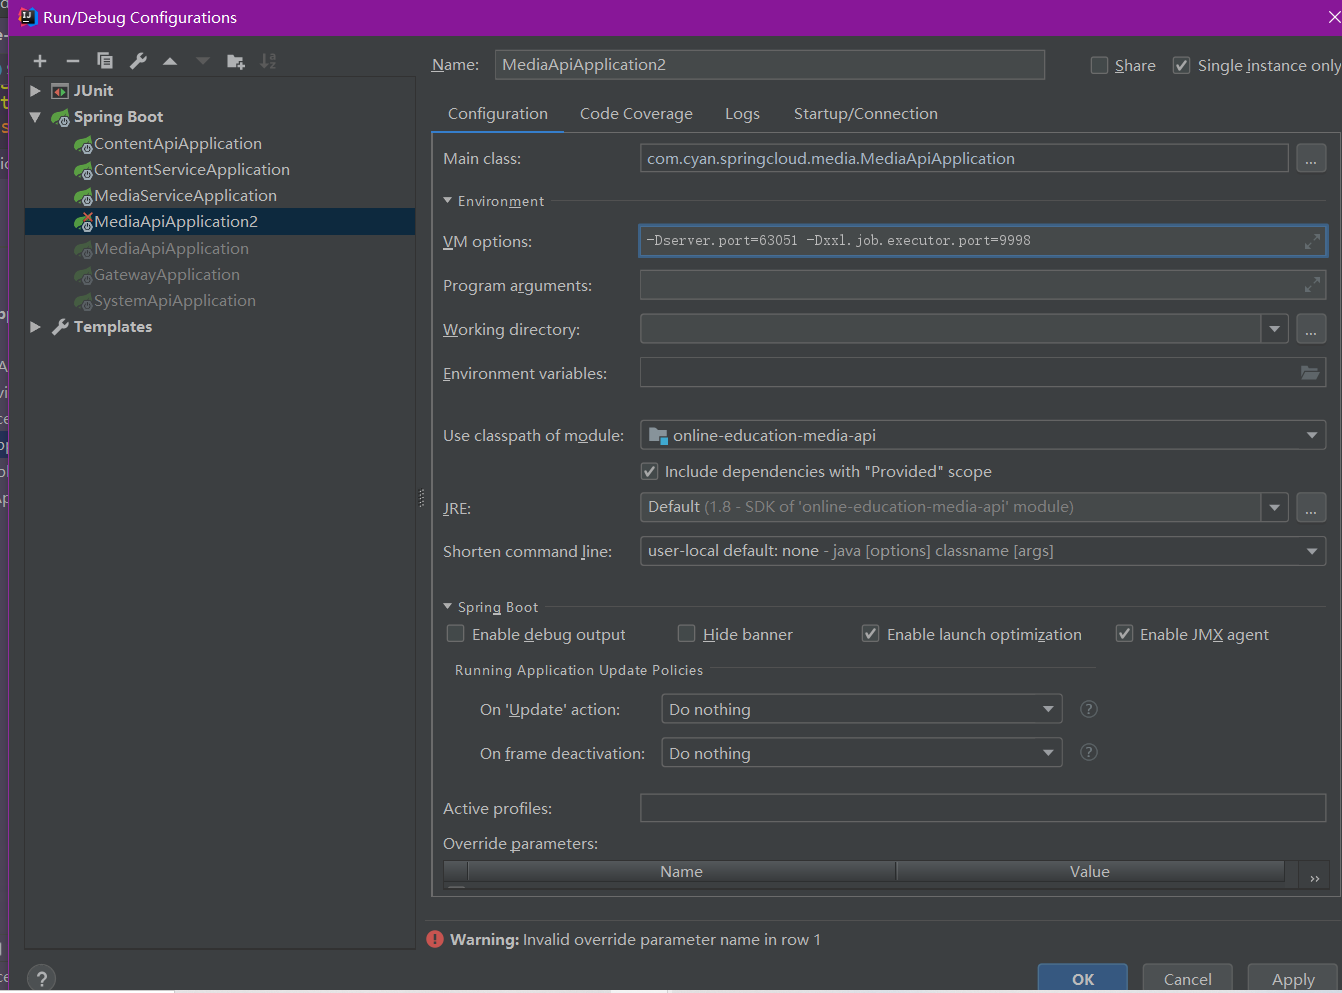 Run/Debug Configurations
Name: MediaApiApplication2
Share
Single instance only
JUnit
Spring Boot
ContentApiApplication
ContentServiceApplication
MediaServiceApplication
MediaApiApplication2
MediaApiApplication
GatewayApplication
SystemApiApplication
Templates
Configuration Code Coverage Logs Startup/Connection
Main class: com.cyan.springcloud.media.MediaApiApplication ...
Environment
VM options: -Dserver.port=63051 -Dxxl.job.executor.port=9998
Program arguments:
Working directory: ...
Environment variables:
Use classpath of module: online-education-media-api
Include dependencies with "Provided" scope
JRE: Default (1.8 - SDK of 'online-education-media-api' module) ...
Shorten command line: user-local default: none - java [options] classname [args]
Spring Boot
Enable debug output Hide banner Enable launch optimization Enable JMX agent
Running Application Update Policies
On 'Update' action: Do nothing ?
On frame deactivation: Do nothing ?
Active profiles:
Override parameters:
Name Value
»
Warning: Invalid override parameter name in row 1
? OK Cancel Apply